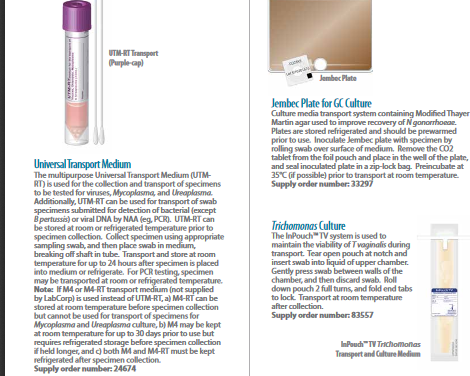 UTM-RT Transport
(Purple-cap)
Universal Transport Medium
The multipurpose Universal Transport Medium (UTM-
RT) is used for the collection and transport of specimens
to be tested for viruses, Mycoplasma, and Ureaplasma.
Additionally, UTM-RT can be used for transport of swab
specimens submitted for detection of bacterial (except
B pertussis) or viral DNA by NAA (eg, PCR). UTM-RT can
be stored at room or refrigerated temperature prior to
specimen collection. Collect specimen using appropriate
sampling swab, and then place swab in medium,
breaking off shaft in tube. Transport and store at room
temperature for up to 24 hours after specimen is placed
into medium or refrigerate. For PCR testing, specimen
may be transported at room or refrigerated temperature.
Note: If M4 or M4-RT transport medium (not supplied
by LabCorp) is used instead of UTM-RT, a) M4-RT can be
stored at room temperature before specimen collection
but cannot be used for transport of specimens for
Mycoplasma and Ureaplasma culture, b) M4 may be kept
at room temperature for up to 30 days prior to use but
requires refrigerated storage before specimen collection
if held longer, and c) both M4 and M4-RT must be kept
refrigerated after specimen collection.
Supply order number: 24674
Jembec Plate
Jembec Plate for GC Culture
Culture media transport system containing Modified Thayer
Martin agar used to improve recovery of N gonorrhoeae.
Plates are stored refrigerated and should be prewarmed
prior to use. Inoculate Jembec plate with specimen by
rolling swab over surface of medium. Remove the CO2
tablet from the foil pouch and place in the well of the plate,
and seal inoculated plate in a zip-lock bag. Preincubate at
35°C (if possible) prior to transport at room temperature.
Supply order number: 33297
Trichomonas Culture
The InPouch™ TV system is used to
maintain the viability of T vaginalis during
transport. Tear open pouch at notch and
insert swab into liquid of upper chamber.
Gently press swab between walls of the
chamber, and then discard swab. Roll
down pouch 2 full turns, and fold end tabs
to lock. Transport at room temperature
after collection.
Supply order number: 83557
InPouch™ TV Trichomonas
Transport and Culture Medium